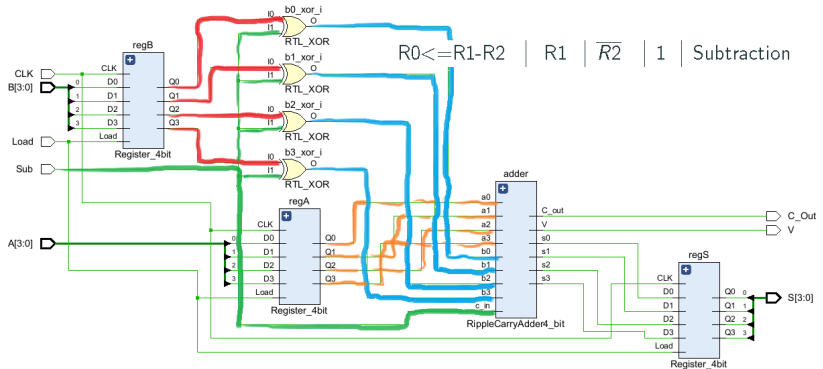 R0<=R1-R2 | R1 | \overline{R2} | 1 | Subtraction
b0_xor_i
I0
I1
O
RTL_XOR
b1_xor_i
I0
I1
O
RTL_XOR
b2_xor_i
I0
I1
O
RTL_XOR
b3_xor_i
I0
I1
O
RTL_XOR
regB
CLK
D0
D1
D2
D3
Load
Q0
Q1
Q2
Q3
Register_4bit
CLK
B[3:0]
0
1
2
3
Load
Sub
A[3:0]
0
1
2
3
regA
CLK
D0
D1
D2
D3
Load
Q0
Q1
Q2
Q3
Register_4bit
adder
a0
a1
a2
a3
b0
b1
b2
b3
c_in
C_out
V
s0
s1
s2
s3
RippleCarryAdder4_bit
regS
CLK
D0
D1
D2
D3
Load
Q0
Q1
Q2
Q3
Register_4bit
0
1
2
3
C_Out
V
S[3:0]